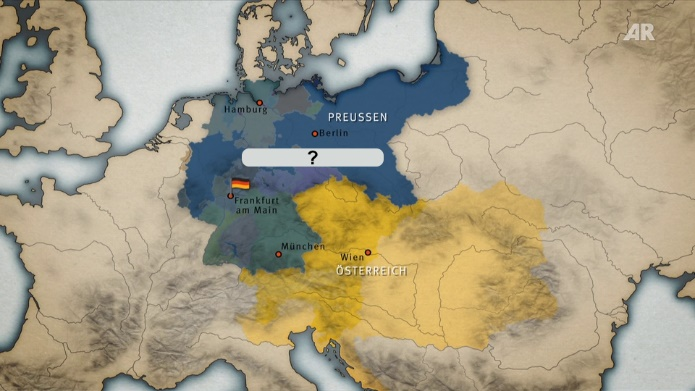 AR
Hamburg
PREUSSEN
Berlin
?
Frankfurt
am Main
München
Wien
ÖSTERREICH